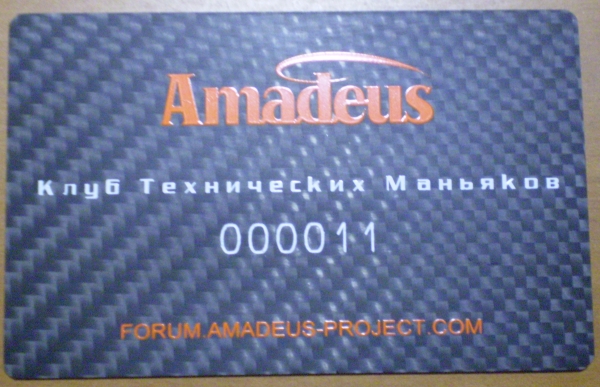 Amadeus
Клуб Технических Маньяков
000011
FORUM.AMADEUS-PROJECT.COM